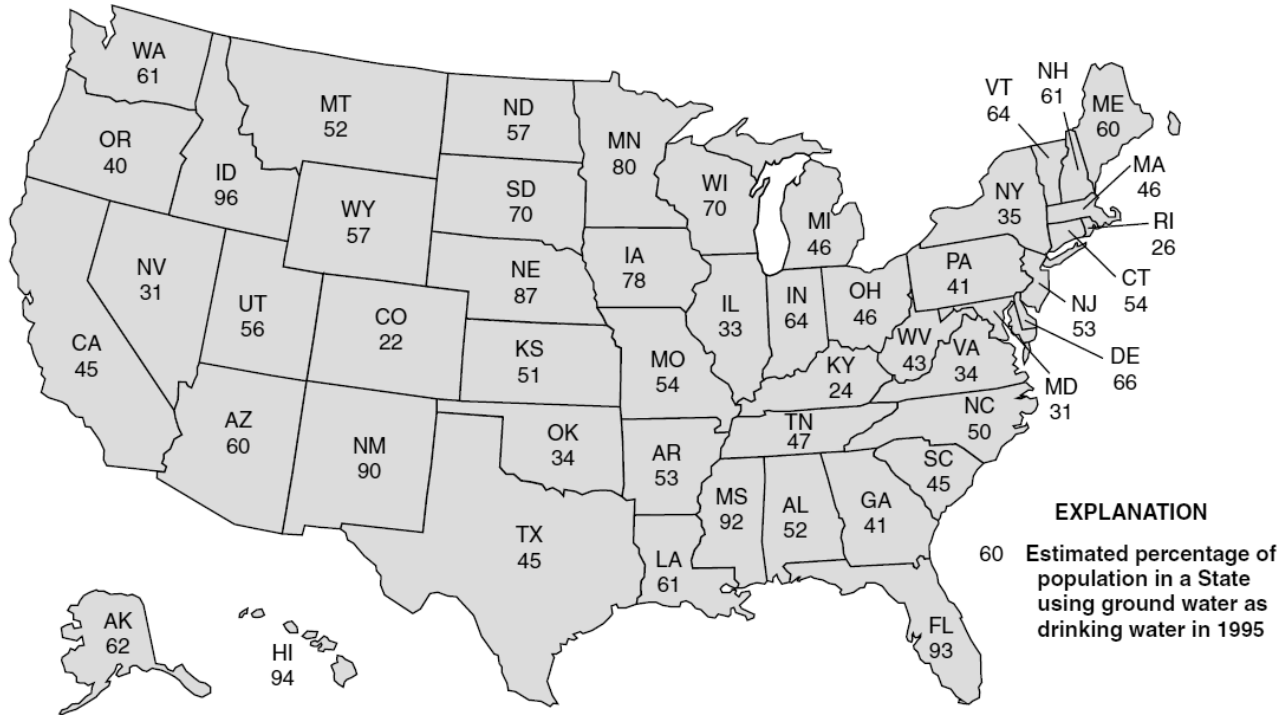 WA
61
MT
52
ND
57
MN
80
VT
64
NH
61
ME
60
OR
40
ID
96
SD
70
WI
70
MI
46
NY
35
MA
46
RI
26
CT
54
WY
57
NV
31
UT
56
CO
22
NE
87
IA
78
IL
33
IN
64
OH
46
PA
41
NJ
53
DE
66
MD
31
CA
45
KS
51
MO
54
KY
24
WV
43
VA
34
AZ
60
NM
90
OK
34
AR
53
TN
47
NC
50
SC
45
TX
45
LA
61
MS
92
AL
52
GA
41
FL
93
AK
62
HI
94
EXPLANATION
60 Estimated percentage of
population in a State
using ground water as
drinking water in 1995